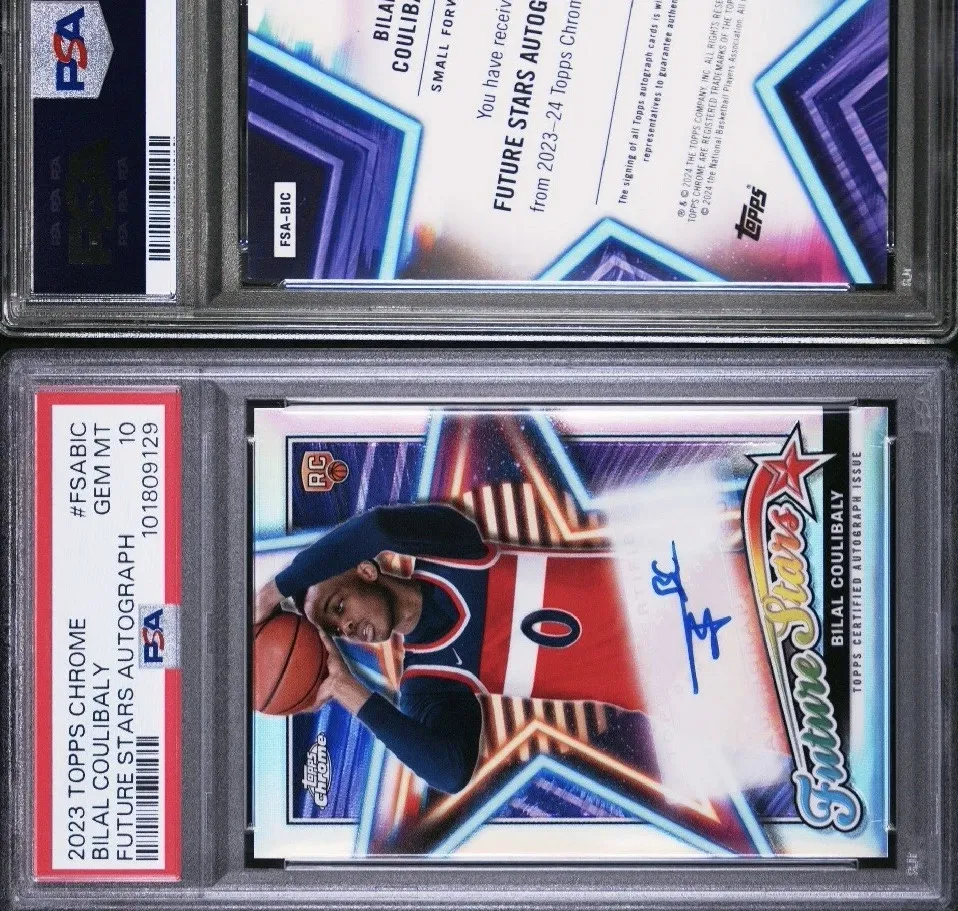 PSA
BILAL
COULIBAL
SMALL FORW
You have receiv
FUTURE STARS AUTOG
from 2023–24 Topps Chrom
The signing of all Topps autograph cards is wi
representatives to guarantee authen
® & © 2024 THE TOPPS COMPANY, INC. ALL RIGHTS RESE
TOPPS CHROME ARE REGISTERED TRADEMARKS OF THE TOP
© 2024 the National Basketball Players Association. All
topps
FSA-BIC
2023 TOPPS CHROME #FSABIC
BILAL COULIBALY GEM MT
FUTURE STARS AUTOGRAPH 10
PSA 101809129
RC
Topps
Chrome
0
BC
Future Stars
BILAL COULIBALY
TOPPS CERTIFIED AUTOGRAPH ISSUE